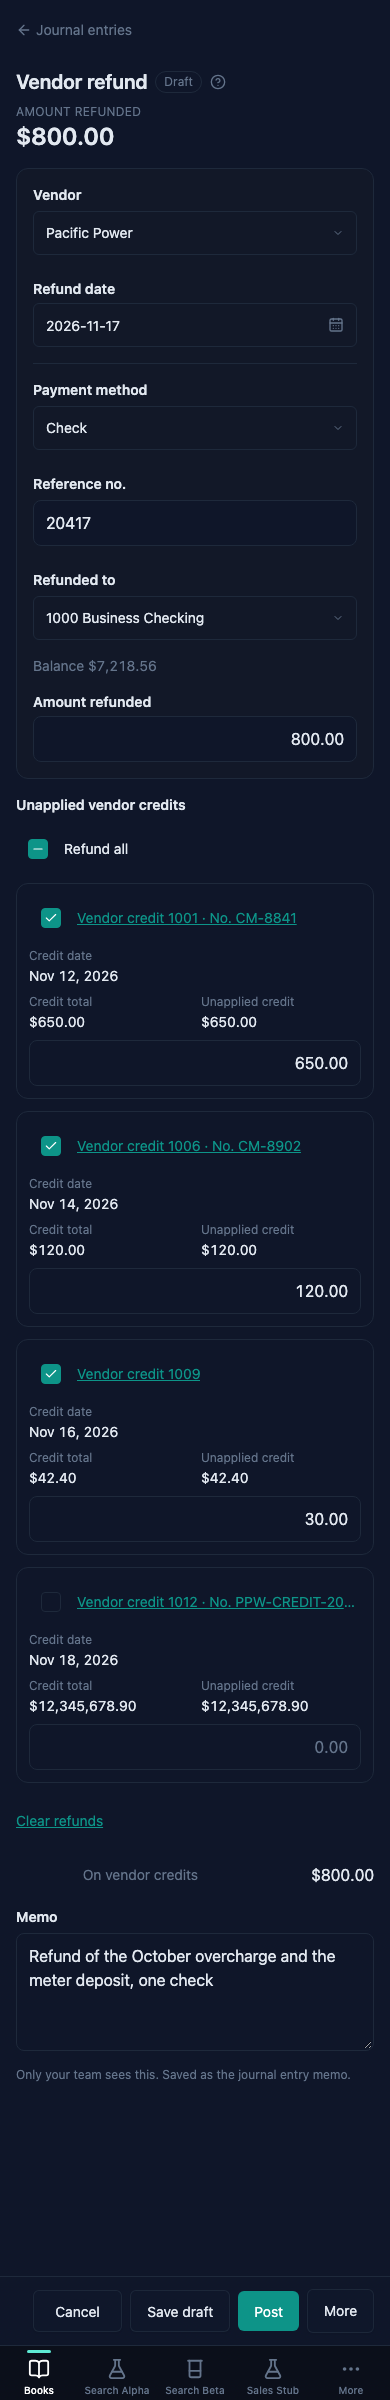 Journal entries
Vendor refund Draft
AMOUNT REFUNDED
$800.00
Vendor
Pacific Power
Refund date
2026-11-17
Payment method
Check
Reference no.
20417
Refunded to
1000 Business Checking
Balance $7,218.56
Amount refunded
800.00
Unapplied vendor credits
Refund all
Vendor credit 1001 · No. CM-8841
Credit date
Nov 12, 2026
Credit total Unapplied credit
$650.00 $650.00
650.00
Vendor credit 1006 · No. CM-8902
Credit date
Nov 14, 2026
Credit total Unapplied credit
$120.00 $120.00
120.00
Vendor credit 1009
Credit date
Nov 16, 2026
Credit total Unapplied credit
$42.40 $42.40
30.00
Vendor credit 1012 · No. PPW-CREDIT-20...
Credit date
Nov 18, 2026
Credit total Unapplied credit
$12,345,678.90 $12,345,678.90
0.00
Clear refunds
On vendor credits $800.00
Memo
Refund of the October overcharge and the
meter deposit, one check
Only your team sees this. Saved as the journal entry memo.
Cancel Save draft Post More
Books Search Alpha Search Beta Sales Stub More